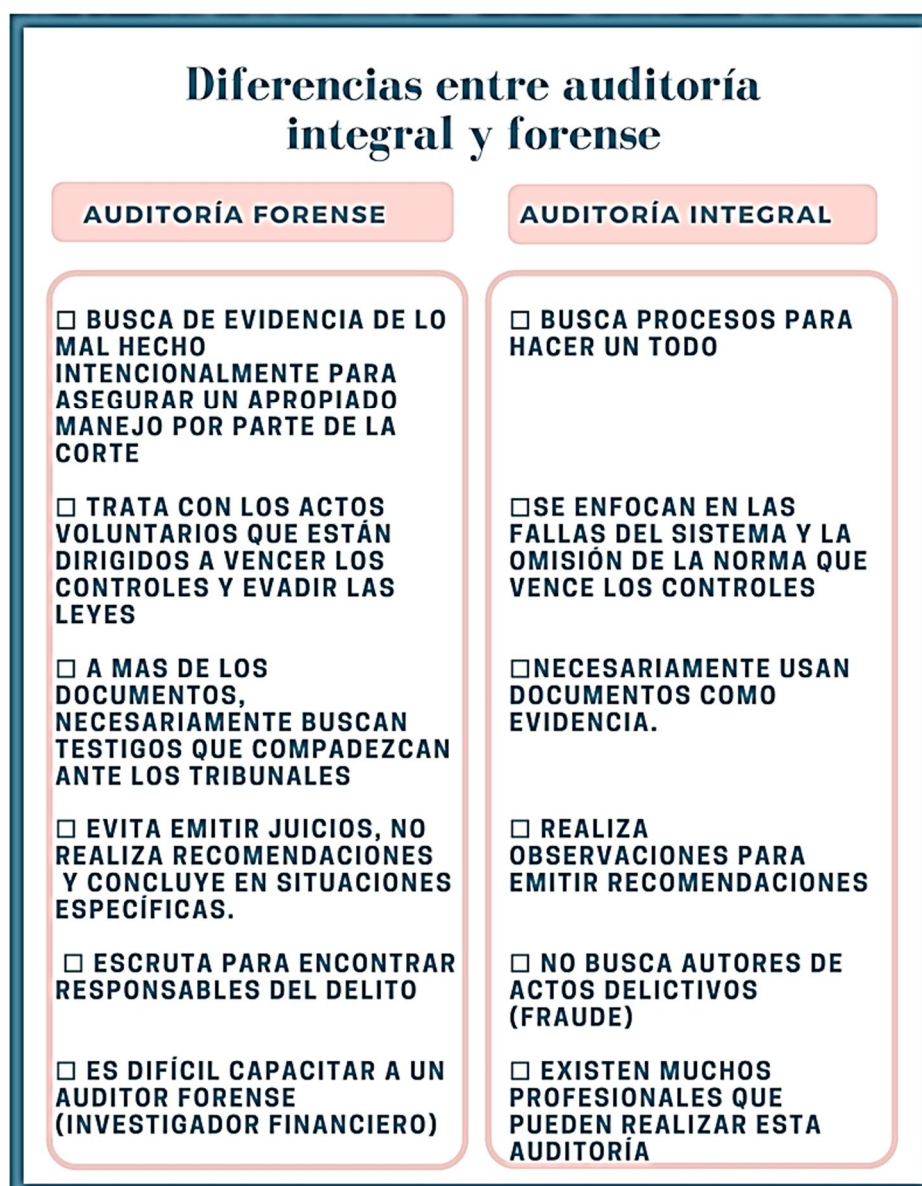 Diferencias entre auditoría
integral y forense
AUDITORÍA FORENSE
□ BUSCA DE EVIDENCIA DE LO
MAL HECHO
INTENCIONALMENTE PARA
ASEGURAR UN APROPIADO
MANEJO POR PARTE DE LA
CORTE
□ TRATA CON LOS ACTOS
VOLUNTARIOS QUE ESTÁN
DIRIGIDOS A VENCER LOS
CONTROLES Y EVADIR LAS
LEYES
□ A MAS DE LOS
DOCUMENTOS,
NECESARIAMENTE BUSCAN
TESTIGOS QUE COMPADEZCAN
ANTE LOS TRIBUNALES
□ EVITA EMITIR JUICIOS, NO
REALIZA RECOMENDACIONES
Y CONCLUYE EN SITUACIONES
ESPECÍFICAS.
□ ESCRUTA PARA ENCONTRAR
RESPONSABLES DEL DELITO
□ ES DIFÍCIL CAPACITAR A UN
AUDITOR FORENSE
(INVESTIGADOR FINANCIERO)
AUDITORÍA INTEGRAL
□ BUSCA PROCESOS PARA
HACER UN TODO
□SE ENFOCAN EN LAS
FALLAS DEL SISTEMA Y LA
OMISIÓN DE LA NORMA QUE
VENCE LOS CONTROLES
□NECESARIAMENTE USAN
DOCUMENTOS COMO
EVIDENCIA.
□ REALIZA
OBSERVACIONES PARA
EMITIR RECOMENDACIONES
□ NO BUSCA AUTORES DE
ACTOS DELICTIVOS
(FRAUDE)
□ EXISTEN MUCHOS
PROFESIONALES QUE
PUEDEN REALIZAR ESTA
AUDITORÍA